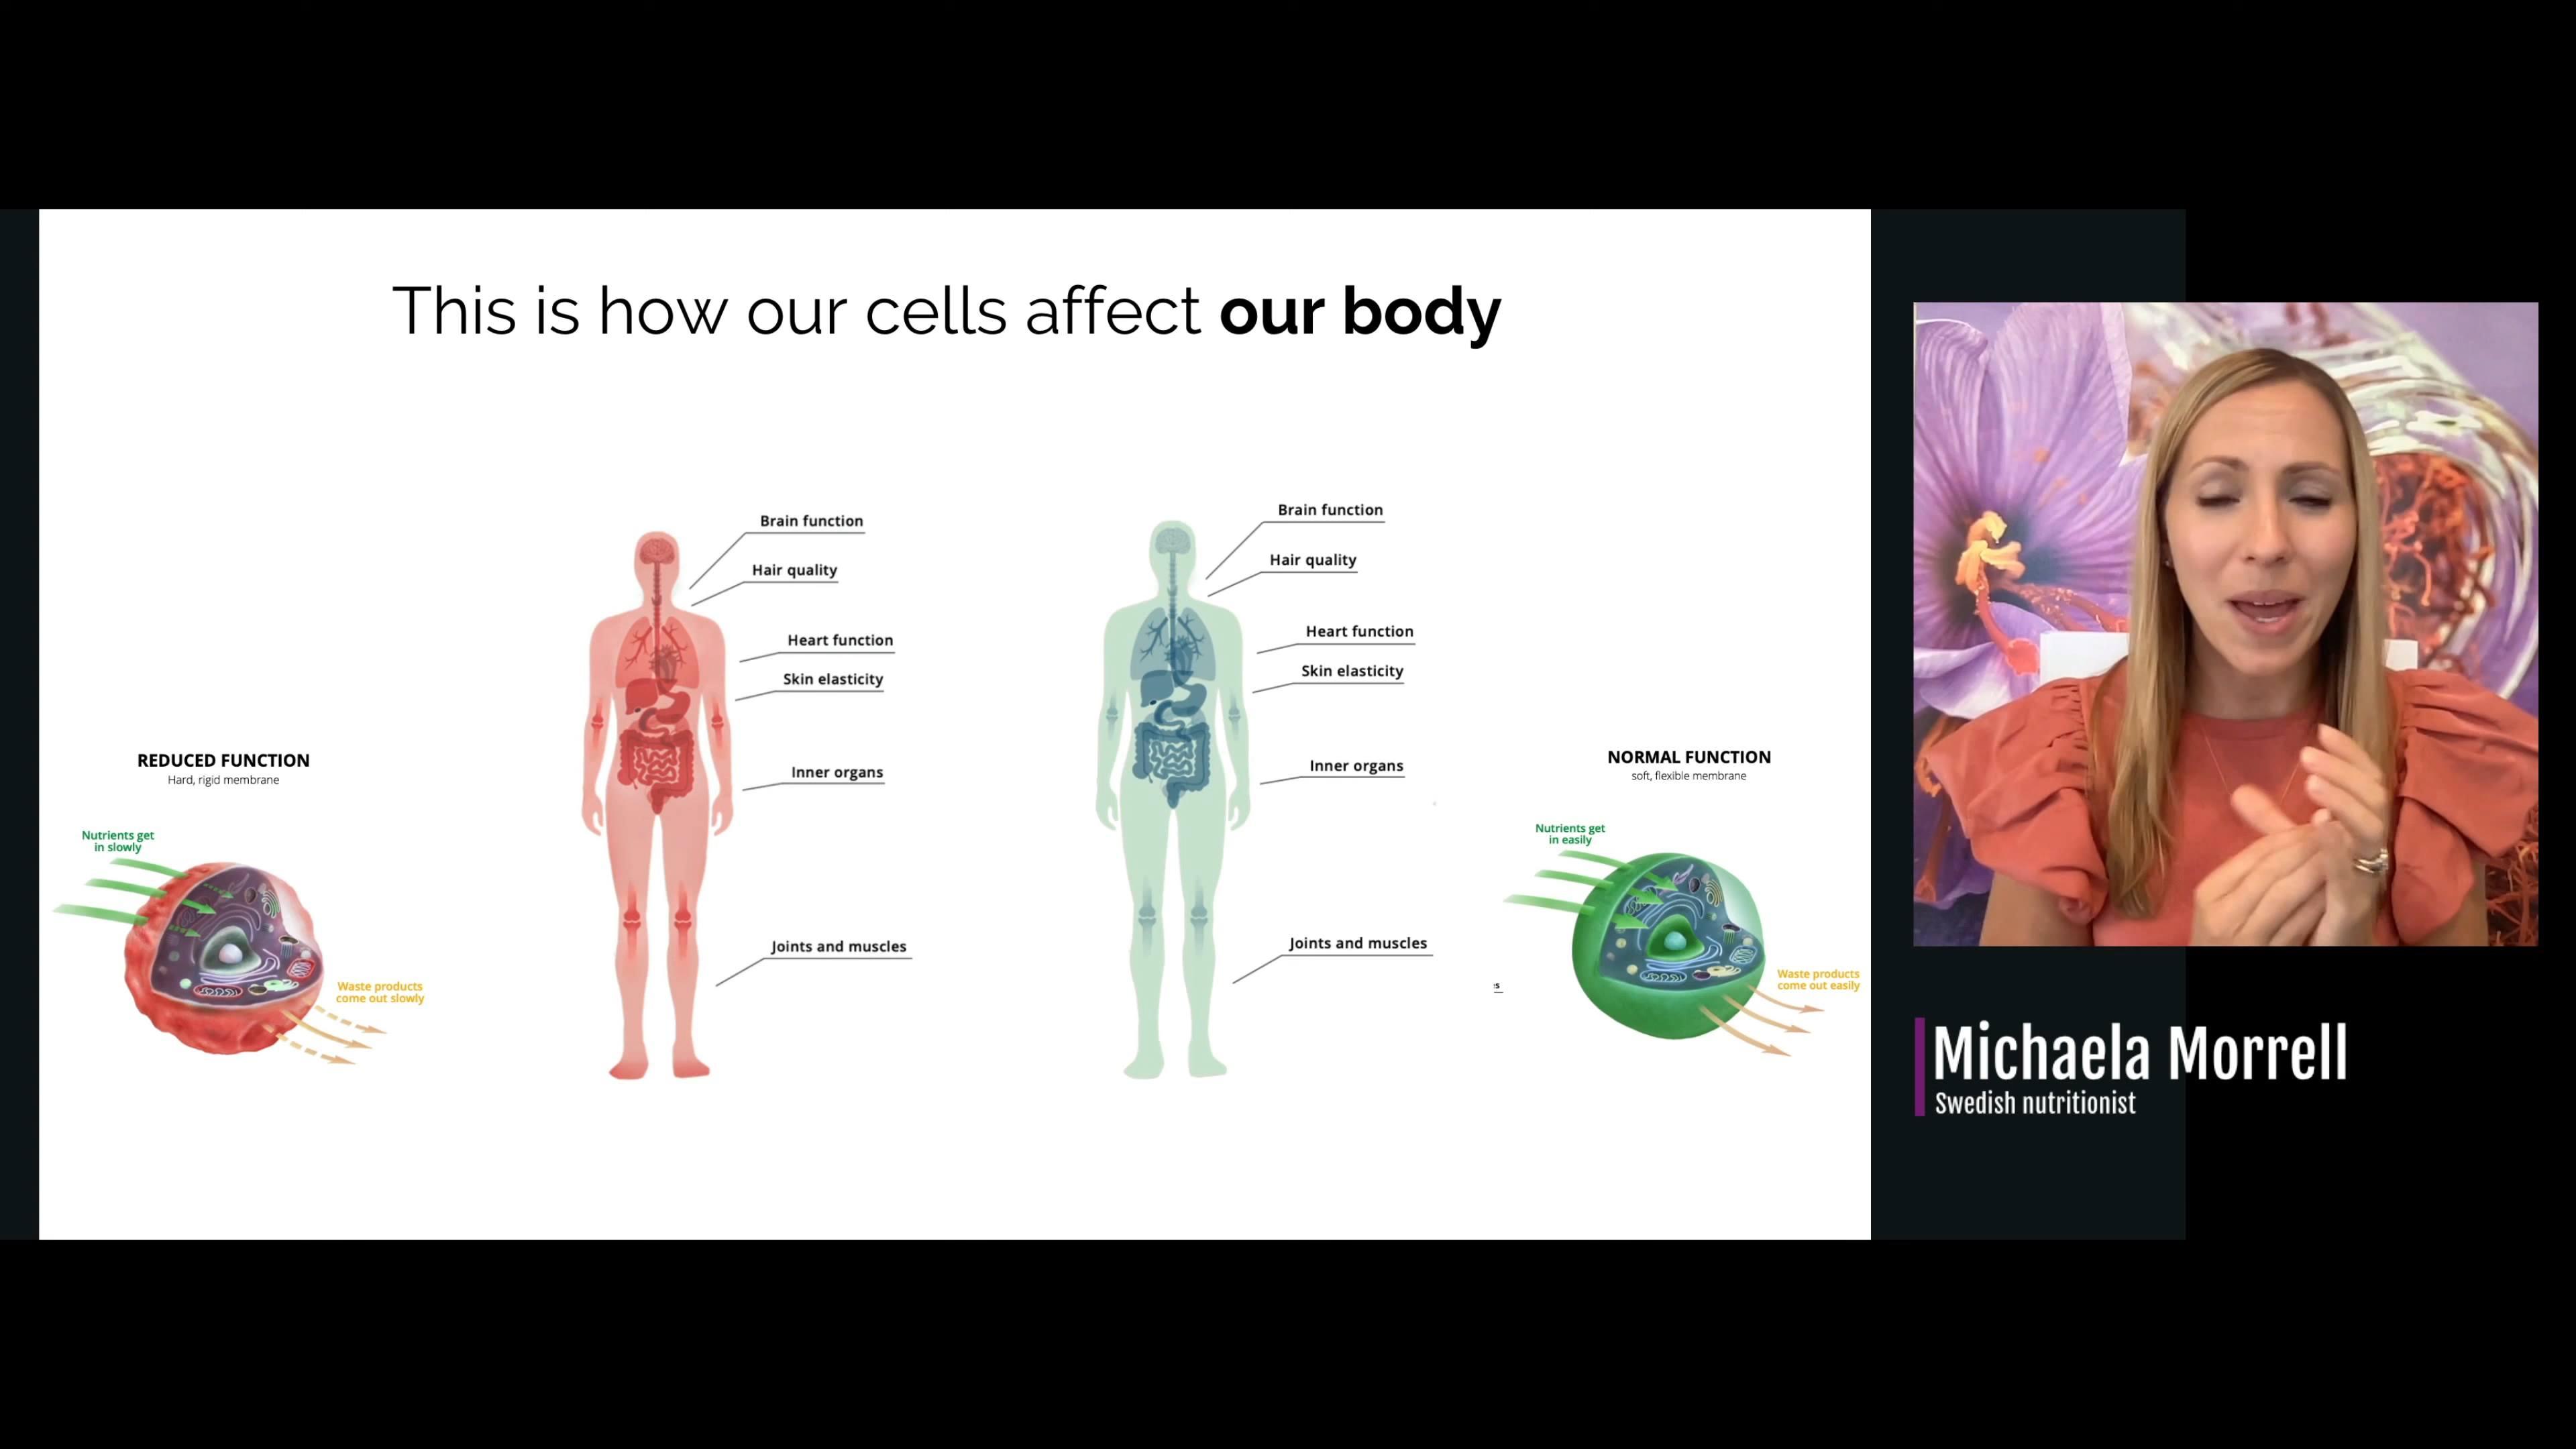 This is how our cells affect our body
REDUCED FUNCTION
Hard, rigid membrane
Nutrients get
in slowly
Waste products
come out slowly
Brain function
Hair quality
Heart function
Skin elasticity
Inner organs
Joints and muscles
Brain function
Hair quality
Heart function
Skin elasticity
Inner organs
Joints and muscles
NORMAL FUNCTION
soft, flexible membrane
Nutrients get
in easily
Waste products
come out easily
Michaela Morrell
Swedish nutritionist